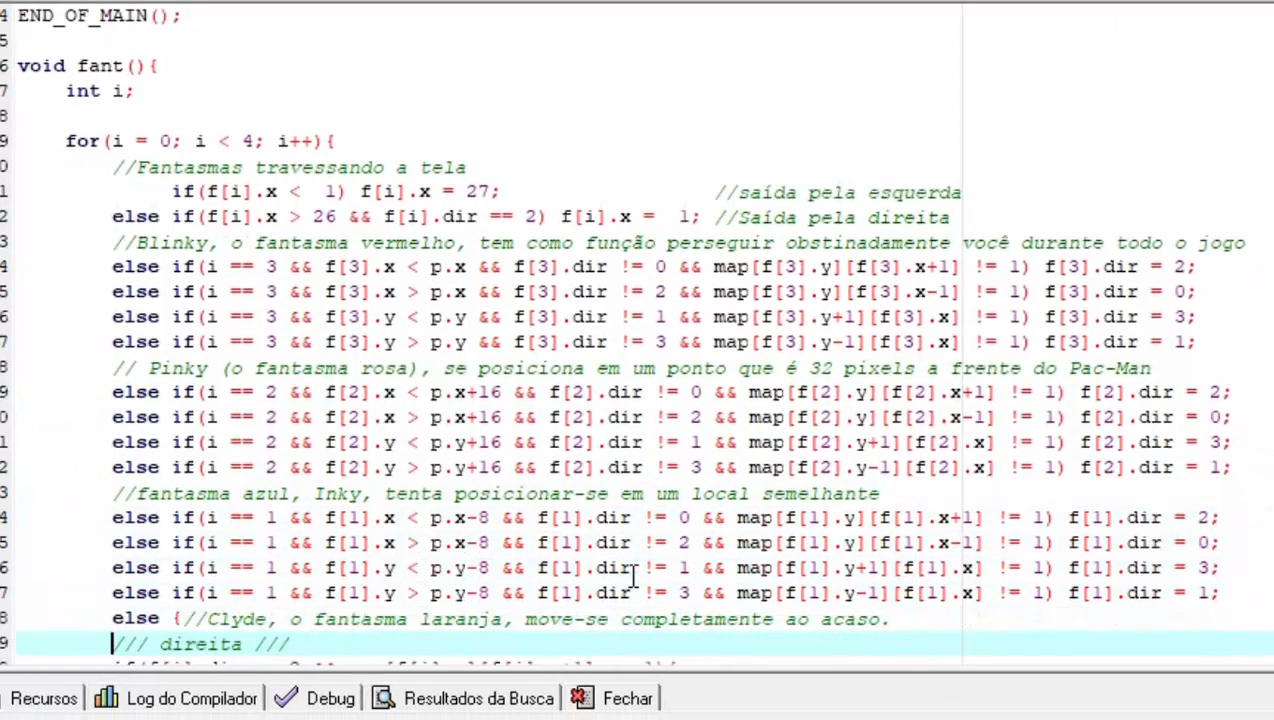 4 END_OF_MAIN();
5
6 void fant(){
7 int i;
8
9 for(i = 0; i < 4; i++){
0 //Fantasmas travessando a tela
1 if(f[i].x < 1) f[i].x = 27; //saída pela esquerda
2 else if(f[i].x > 26 && f[i].dir == 2) f[i].x = 1; //Saída pela direita
3 //Blinky, o fantasma vermelho, tem como função perseguir obstinadamente você durante todo o jogo
4 else if(i == 3 && f[3].x < p.x && f[3].dir != 0 && map[f[3].y][f[3].x+1] != 1) f[3].dir = 2;
5 else if(i == 3 && f[3].x > p.x && f[3].dir != 2 && map[f[3].y][f[3].x-1] != 1) f[3].dir = 0;
6 else if(i == 3 && f[3].y < p.y && f[3].dir != 1 && map[f[3].y+1][f[3].x] != 1) f[3].dir = 3;
7 else if(i == 3 && f[3].y > p.y && f[3].dir != 3 && map[f[3].y-1][f[3].x] != 1) f[3].dir = 1;
8 // Pinky (o fantasma rosa), se posiciona em um ponto que é 32 pixels a frente do Pac-Man
9 else if(i == 2 && f[2].x < p.x+16 && f[2].dir != 0 && map[f[2].y][f[2].x+1] != 1) f[2].dir = 2;
0 else if(i == 2 && f[2].x > p.x+16 && f[2].dir != 2 && map[f[2].y][f[2].x-1] != 1) f[2].dir = 0;
1 else if(i == 2 && f[2].y < p.y+16 && f[2].dir != 1 && map[f[2].y+1][f[2].x] != 1) f[2].dir = 3;
2 else if(i == 2 && f[2].y > p.y+16 && f[2].dir != 3 && map[f[2].y-1][f[2].x] != 1) f[2].dir = 1;
3 //fantasma azul, Inky, tenta posicionar-se em um local semelhante
4 else if(i == 1 && f[1].x < p.x-8 && f[1].dir != 0 && map[f[1].y][f[1].x+1] != 1) f[1].dir = 2;
5 else if(i == 1 && f[1].x > p.x-8 && f[1].dir != 2 && map[f[1].y][f[1].x-1] != 1) f[1].dir = 0;
6 else if(i == 1 && f[1].y < p.y-8 && f[1].dir != 1 && map[f[1].y+1][f[1].x] != 1) f[1].dir = 3;
7 else if(i == 1 && f[1].y > p.y-8 && f[1].dir != 3 && map[f[1].y-1][f[1].x] != 1) f[1].dir = 1;
8 else {//Clyde, o fantasma laranja, move-se completamente ao acaso.
9 /// direita ///
Recursos Log do Compilador Debug Resultados da Busca Fechar